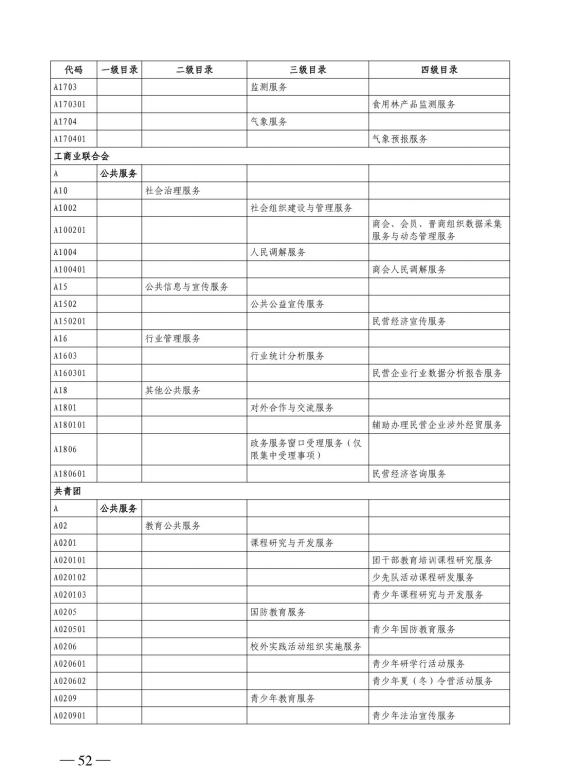 代码 一级目录 二级目录 三级目录 四级目录
A1703 监测服务
A170301 食用林产品监测服务
A1704 气象服务
A170401 气象预报服务
工商业联合会
A 公共服务
A10 社会治理服务
A1002 社会组织建设与管理服务
A100201 商会、会员、晋商组织数据采集
服务与动态管理服务
A1004 人民调解服务
A100401 商会人民调解服务
A15 公共信息与宣传服务
A1502 公共公益宣传服务
A150201 民营经济宣传服务
A16 行业管理服务
A1603 行业统计分析服务
A160301 民营企业行业数据分析报告服务
A18 其他公共服务
A1801 对外合作与交流服务
A180101 辅助办理民营企业涉外经贸服务
A1806 政务服务窗口受理服务（仅
限集中受理事项）
A180601 民营经济咨询服务
共青团
A 公共服务
A02 教育公共服务
A0201 课程研究与开发服务
A020101 团干部教育培训课程研究服务
A020102 少先队活动课程研发服务
A020103 青少年课程研究与开发服务
A0205 国防教育服务
A020501 青少年国防教育服务
A0206 校外实践活动组织实施服务
A020601 青少年研学行活动服务
A020602 青少年夏（冬）令营活动服务
A0209 青少年教育服务
A020901 青少年法治宣传服务
— 52 —